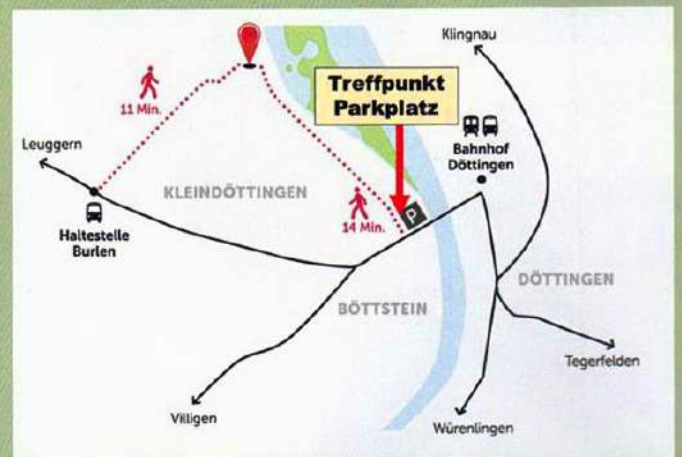 Klingnau
Treffpunkt
Parkplatz
11 Min.
Bahnhof
Döttingen
Leuggern
KLEINDÖTTINGEN
P
Haltestelle
Burlen
14 Min.
DÖTTINGEN
BÖTTSTEIN
Tegerfelden
Villigen
Würenlingen